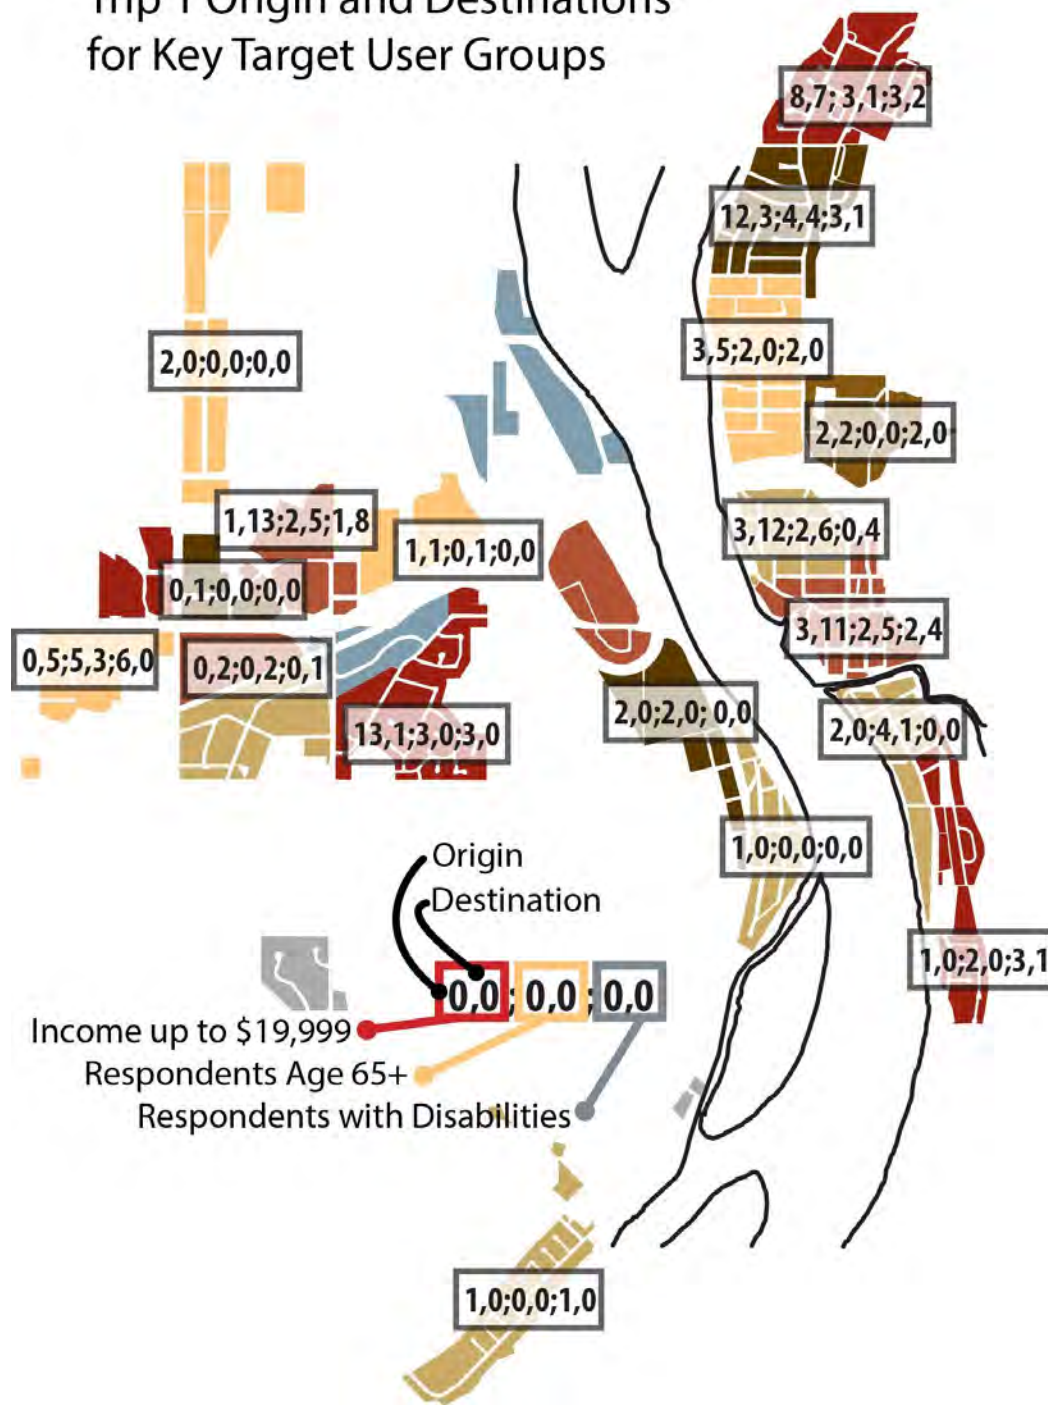 Trip 1 Origin and Destinations
for Key Target User Groups
8,7; 3,1;3,2
12,3;4,4;3,1
3,5;2,0;2,0
2,0;0,0;0,0
2,2;0,0;2,0
1,13;2,5;1,8
3,12;2,6;0,4
1,1;0,1;0,0
0,1;0,0;0,0
3,11;2,5;2,4
0,5;5,3;6,0
0,2;0,2;0,1
2,0;2,0; 0,0
2,0;4,1;0,0
13,1;3,0;3,0
1,0;0,0;0,0
Origin
Destination
1,0;2,0;3,1
0,0;0,0;0,0
Income up to $19,999
Respondents Age 65+
Respondents with Disabilities
1,0;0,0;1,0